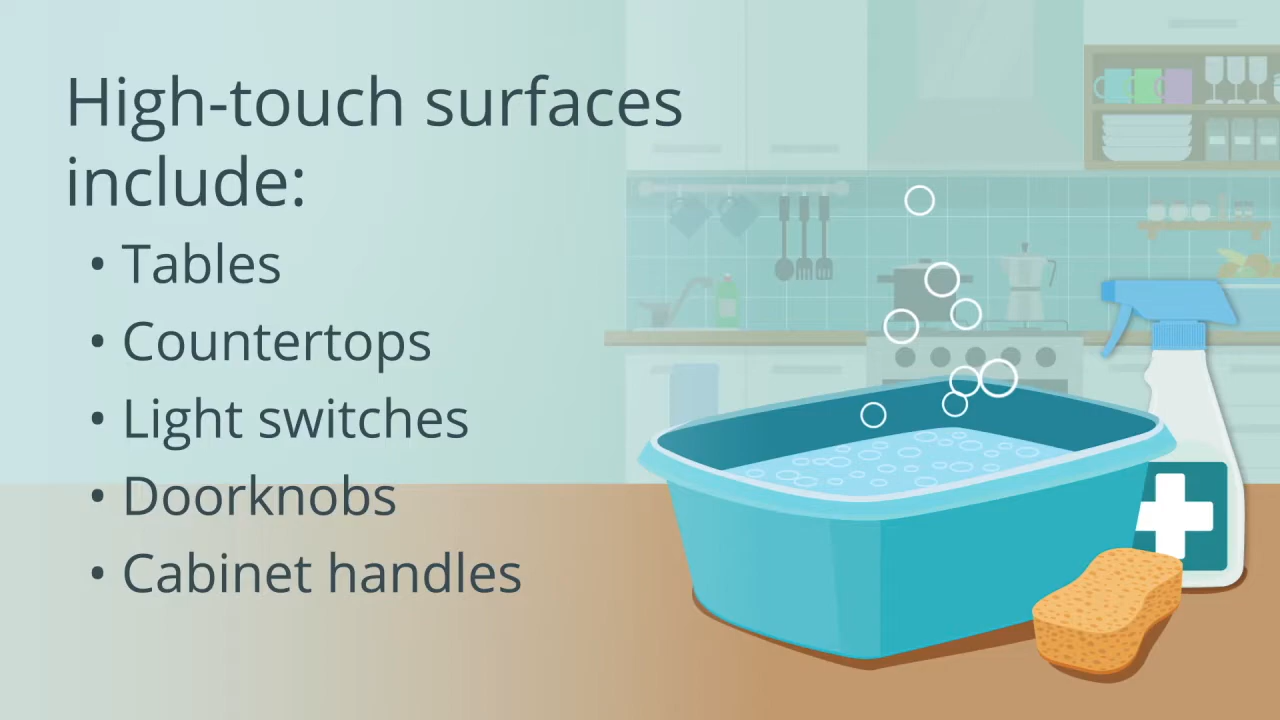 High-touch surfaces
include:
• Tables
• Countertops
• Light switches
• Doorknobs
• Cabinet handles